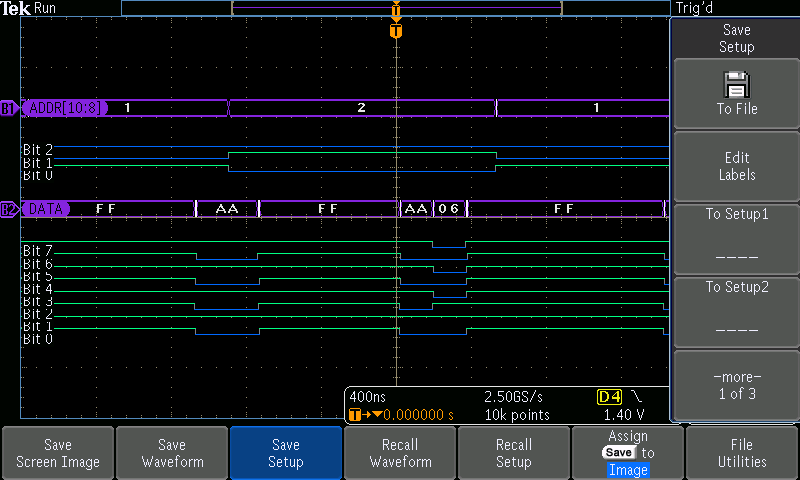 Tek Run
Trig'd
T
T
Save
Setup
To File
Edit
Labels
To Setup1
----
To Setup2
----
-more-
1 of 3
B1 ADDR[10:8] 1 2 1
Bit 2
Bit 1
Bit 0
B2 DATA FF AA FF AA 06 FF
Bit 7
Bit 6
Bit 5
Bit 4
Bit 3
Bit 2
Bit 1
Bit 0
400ns 2.50GS/s D4
T→▼0.000000 s 10k points 1.40 V
Save
Screen Image
Save
Waveform
Save
Setup
Recall
Waveform
Recall
Setup
Assign
Save to
Image
File
Utilities